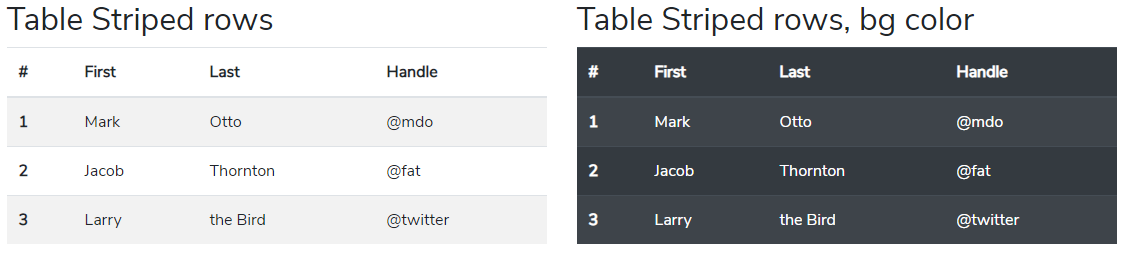 Table Striped rows
# First Last Handle
1 Mark Otto @mdo
2 Jacob Thornton @fat
3 Larry the Bird @twitter
Table Striped rows, bg color
# First Last Handle
1 Mark Otto @mdo
2 Jacob Thornton @fat
3 Larry the Bird @twitter